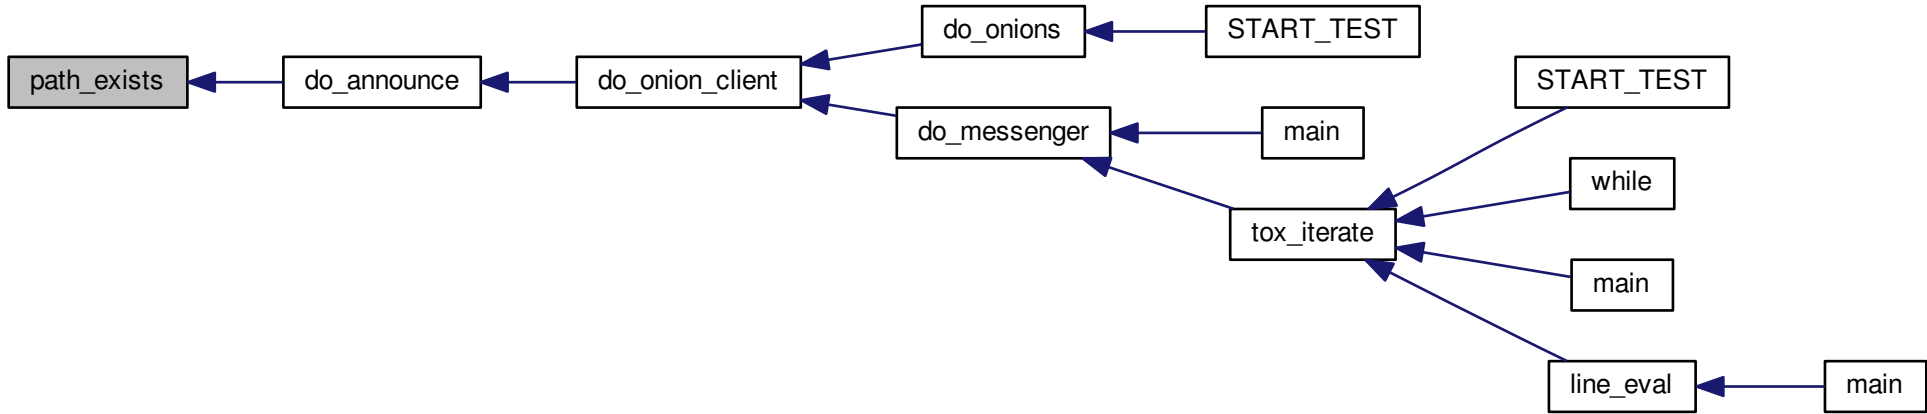 path_exists
do_announce
do_onion_client
do_onions
START_TEST
do_messenger
main
tox_iterate
START_TEST
while
main
line_eval
main